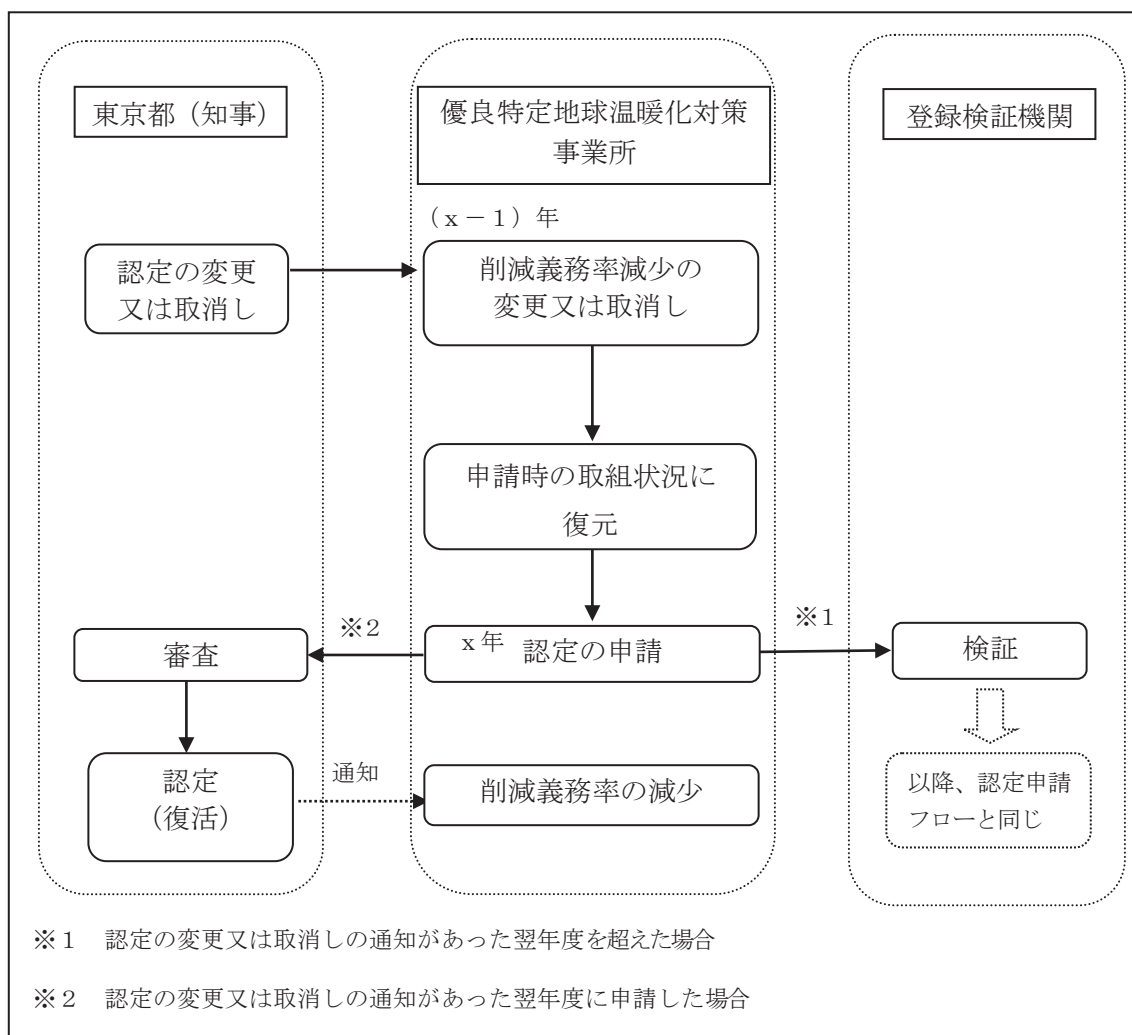 東京都（知事）
優良特定地球温暖化対策
事業所
登録検証機関
（ｘ－１）年
認定の変更
又は取消し
削減義務率減少の
変更又は取消し
申請時の取組状況に
復元
※２
※１
審査
ｘ年 認定の申請
検証
認定
（復活）
通知
削減義務率の減少
以降、認定申請
フローと同じ
※１ 認定の変更又は取消しの通知があった翌年度を超えた場合
※２ 認定の変更又は取消しの通知があった翌年度に申請した場合